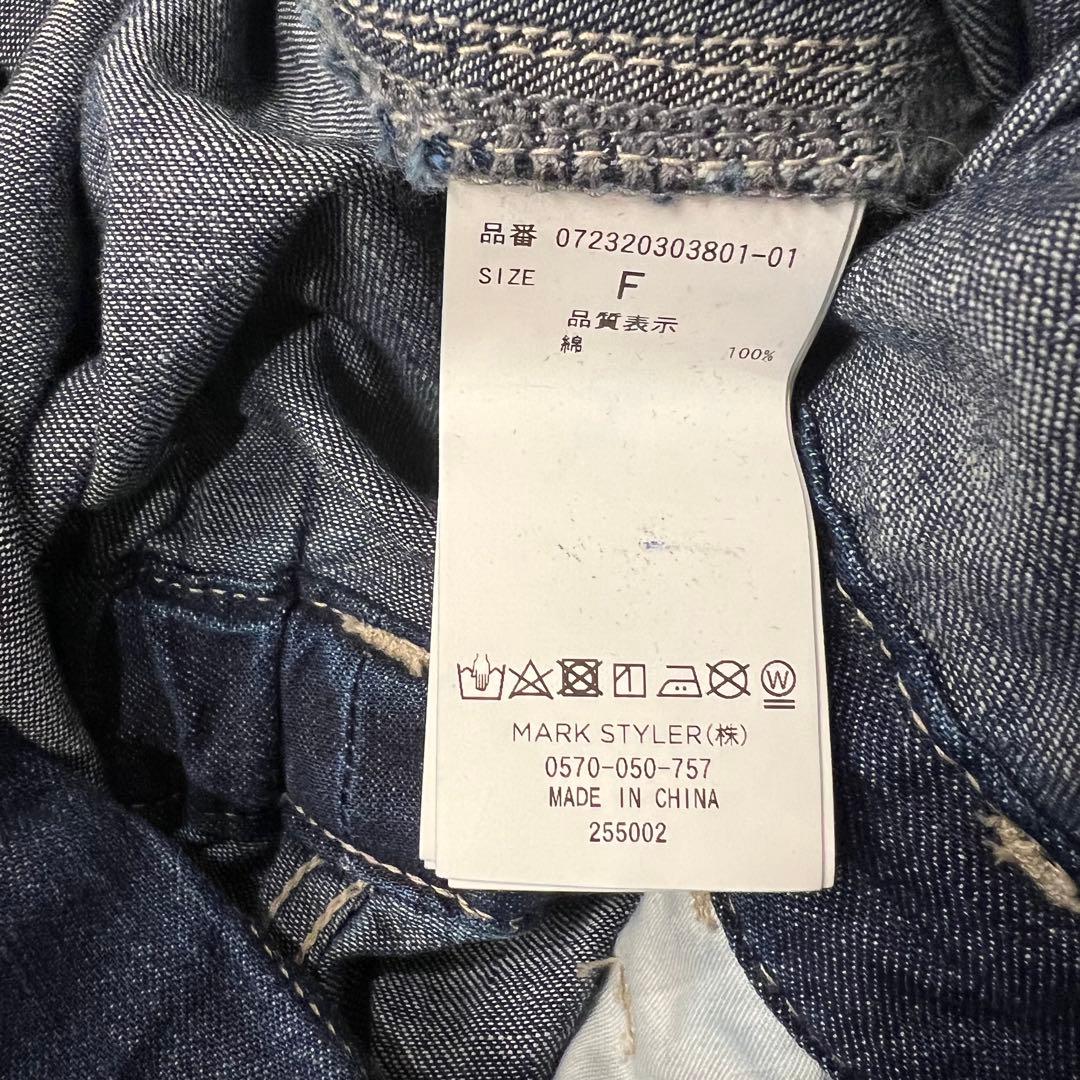 品番 072320303801-01
SIZE F
品質表示
綿 100%
W
MARK STYLER(株)
0570-050-757
MADE IN CHINA
255002